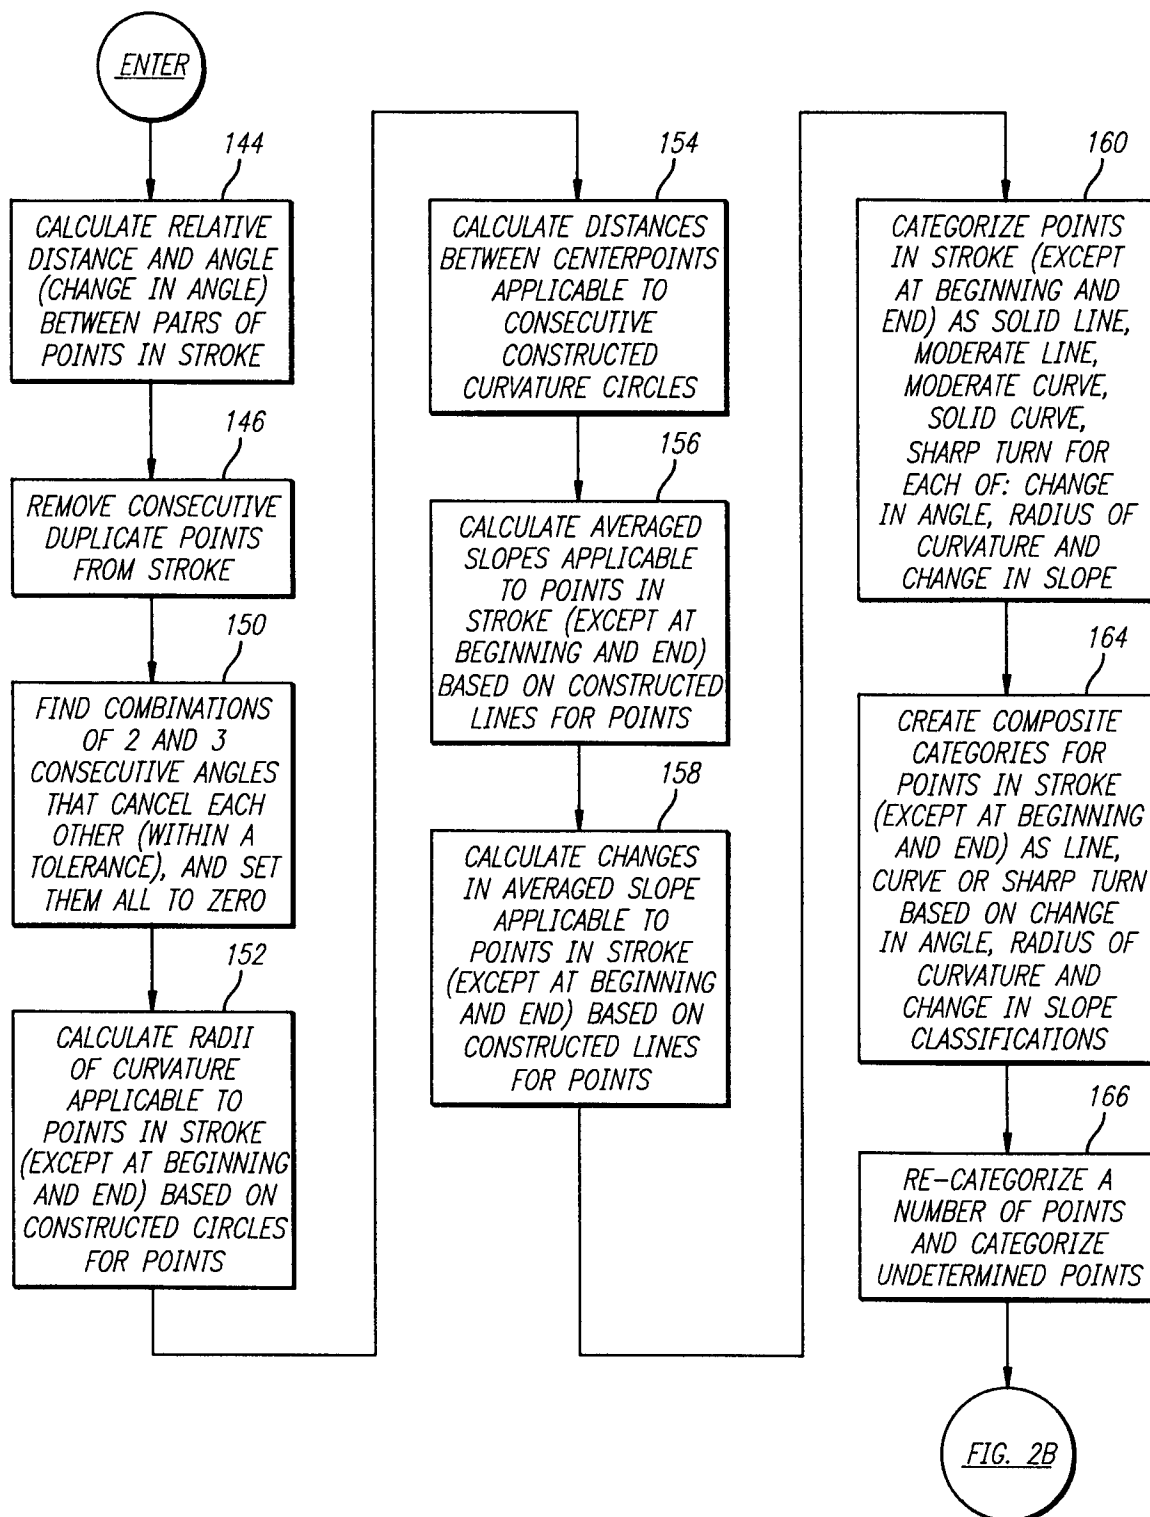 ENTER
144
CALCULATE RELATIVE
DISTANCE AND ANGLE
(CHANGE IN ANGLE)
BETWEEN PAIRS OF
POINTS IN STROKE
146
REMOVE CONSECUTIVE
DUPLICATE POINTS
FROM STROKE
150
FIND COMBINATIONS
OF 2 AND 3
CONSECUTIVE ANGLES
THAT CANCEL EACH
OTHER (WITHIN A
TOLERANCE), AND SET
THEM ALL TO ZERO
152
CALCULATE RADII
OF CURVATURE
APPLICABLE TO
POINTS IN STROKE
(EXCEPT AT BEGINNING
AND END) BASED ON
CONSTRUCTED CIRCLES
FOR POINTS
154
CALCULATE DISTANCES
BETWEEN CENTERPOINTS
APPLICABLE TO
CONSECUTIVE
CONSTRUCTED
CURVATURE CIRCLES
156
CALCULATE AVERAGED
SLOPES APPLICABLE
TO POINTS IN
STROKE (EXCEPT AT
BEGINNING AND END)
BASED ON CONSTRUCTED
LINES FOR POINTS
158
CALCULATE CHANGES
IN AVERAGED SLOPE
APPLICABLE TO
POINTS IN STROKE
(EXCEPT AT BEGINNING
AND END) BASED ON
CONSTRUCTED LINES
FOR POINTS
160
CATEGORIZE POINTS
IN STROKE (EXCEPT
AT BEGINNING AND
END) AS SOLID LINE,
MODERATE LINE,
MODERATE CURVE,
SOLID CURVE,
SHARP TURN FOR
EACH OF: CHANGE
IN ANGLE, RADIUS OF
CURVATURE AND
CHANGE IN SLOPE
164
CREATE COMPOSITE
CATEGORIES FOR
POINTS IN STROKE
(EXCEPT AT BEGINNING
AND END) AS LINE,
CURVE OR SHARP TURN
BASED ON CHANGE
IN ANGLE, RADIUS OF
CURVATURE AND
CHANGE IN SLOPE
CLASSIFICATIONS
166
RE-CATEGORIZE A
NUMBER OF POINTS
AND CATEGORIZE
UNDETERMINED POINTS
FIG. 2B